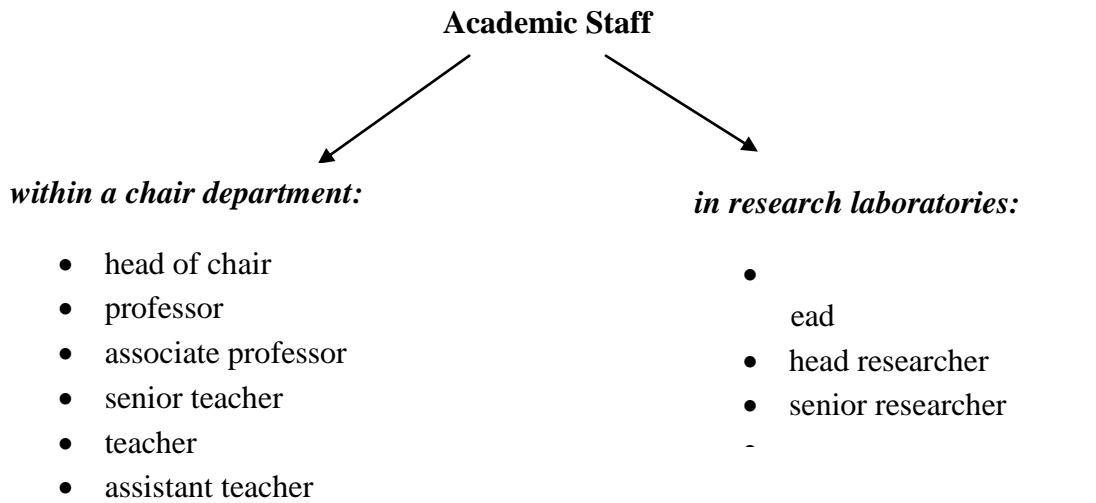 Academic Staff
within a chair department:
• head of chair
• professor
• associate professor
• senior teacher
• teacher
• assistant teacher
in research laboratories:
•
ead
• head researcher
• senior researcher